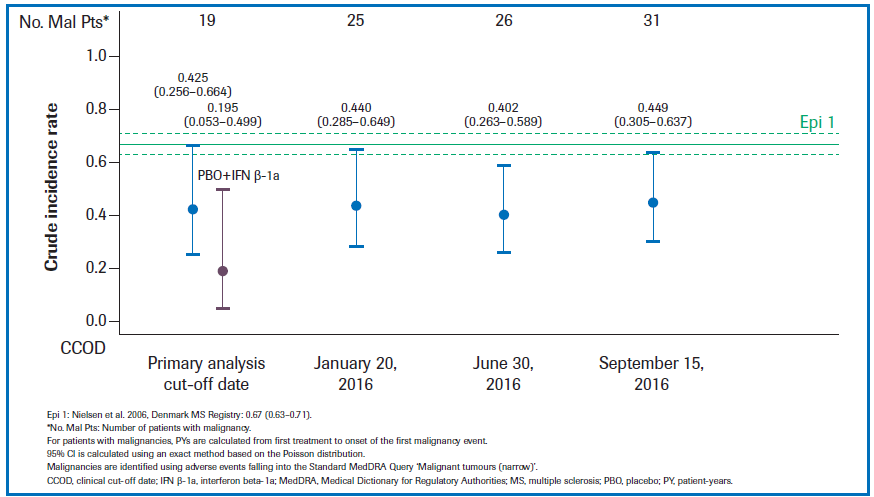 No. Mal Pts* 19 25 26 31
1.0
0.425
(0.256–0.664)
0.8 0.195 0.440 0.402 0.449
(0.053–0.499) (0.285–0.649) (0.263–0.589) (0.305–0.637)
Epi 1
0.6
PBO+IFN β-1a
Crude incidence rate
0.4
0.2
0.0
CCOD
Primary analysis January 20, June 30, September 15,
cut-off date 2016 2016 2016
Epi 1: Nielsen et al. 2006, Denmark MS Registry: 0.67 (0.63–0.71).
*No. Mal Pts: Number of patients with malignancy.
For patients with malignancies, PYs are calculated from first treatment to onset of the first malignancy event.
95% CI is calculated using an exact method based on the Poisson distribution.
Malignancies are identified using adverse events falling into the Standard MedDRA Query ‘Malignant tumours (narrow)’.
CCOD, clinical cut-off date; IFN β-1a, interferon beta-1a; MedDRA, Medical Dictionary for Regulatory Authorities; MS, multiple sclerosis; PBO, placebo; PY, patient-years.